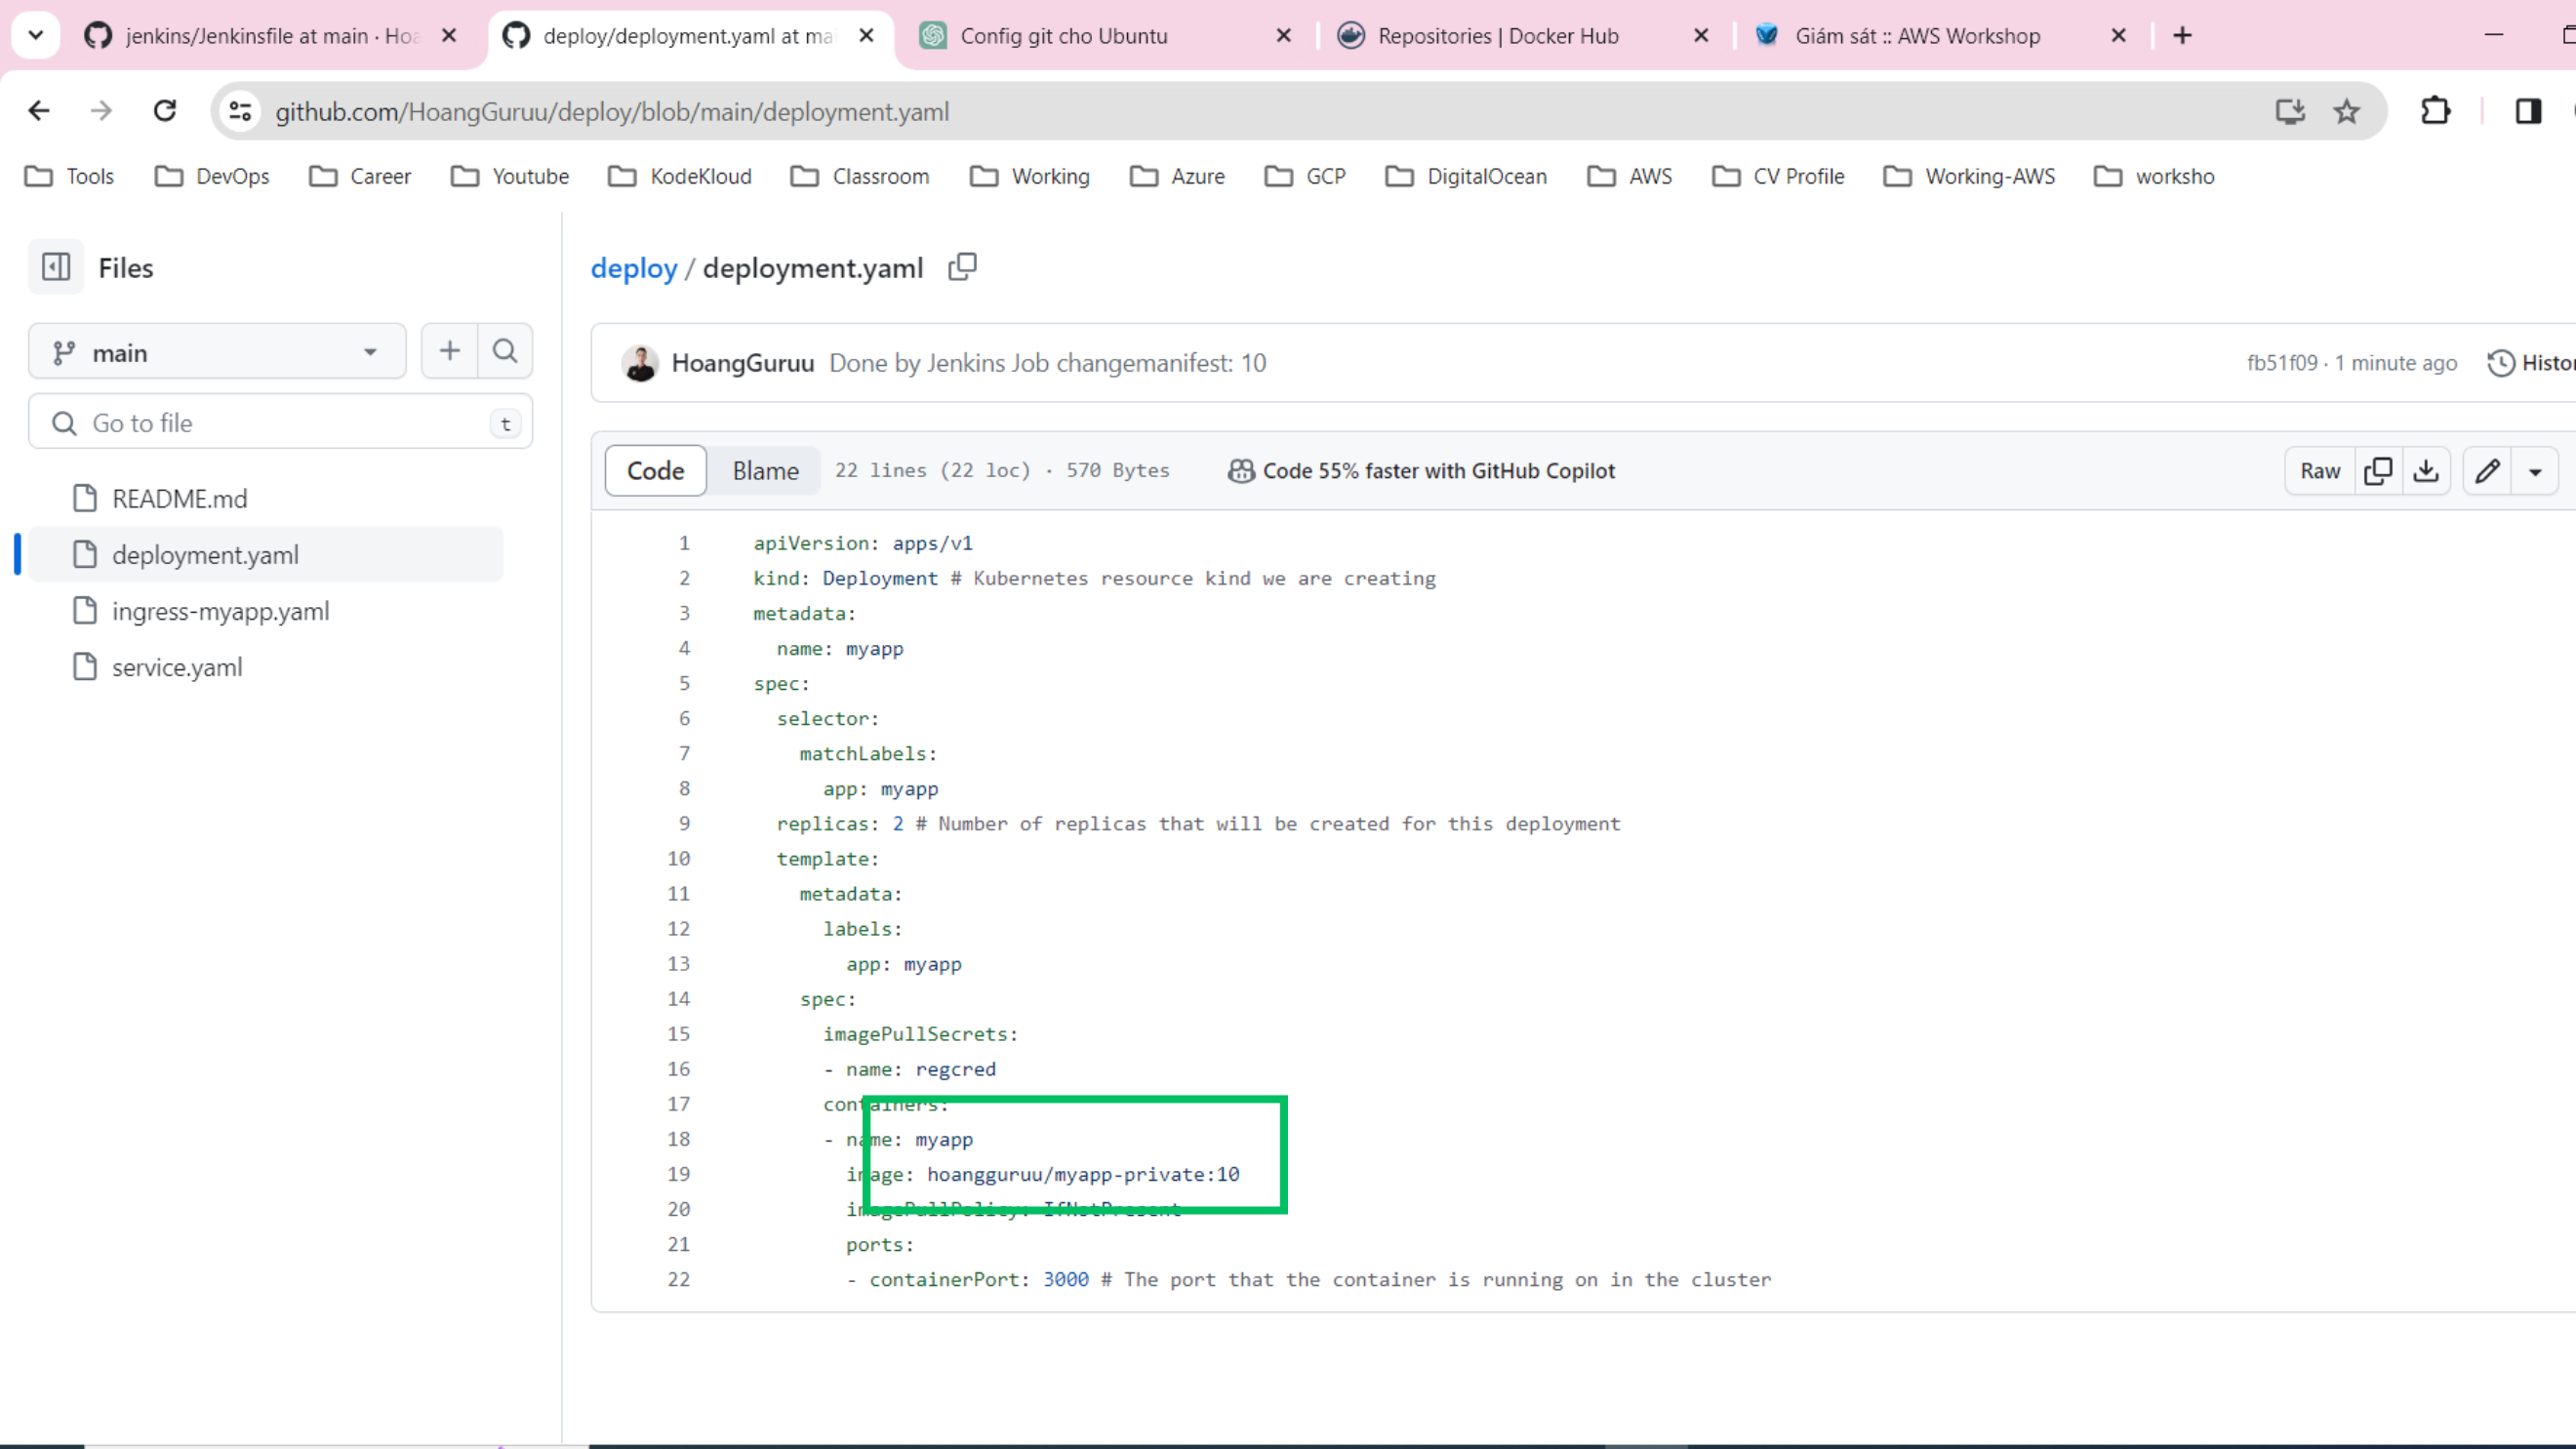 jenkins/Jenkinsfile at main · Hoa
deploy/deployment.yaml at mai
Config git cho Ubuntu
Repositories | Docker Hub
Giám sát :: AWS Workshop
github.com/HoangGuruu/deploy/blob/main/deployment.yaml
Tools
DevOps
Career
Youtube
KodeKloud
Classroom
Working
Azure
GCP
DigitalOcean
AWS
CV Profile
Working-AWS
worksho
Files
main
Go to file
t
README.md
deployment.yaml
ingress-myapp.yaml
service.yaml
deploy / deployment.yaml
HoangGuruu Done by Jenkins Job changemanifest: 10
fb51f09 · 1 minute ago
Histor
Code
Blame
22 lines (22 loc) · 570 Bytes
Code 55% faster with GitHub Copilot
Raw
1 apiVersion: apps/v1
2 kind: Deployment # Kubernetes resource kind we are creating
3 metadata:
4 name: myapp
5 spec:
6 selector:
7 matchLabels:
8 app: myapp
9 replicas: 2 # Number of replicas that will be created for this deployment
10 template:
11 metadata:
12 labels:
13 app: myapp
14 spec:
15 imagePullSecrets:
16 - name: regcred
17 containers:
18 - name: myapp
19 image: hoangguruu/myapp-private:10
20 imagePullPolicy: IfNotPresent
21 ports:
22 - containerPort: 3000 # The port that the container is running on in the cluster